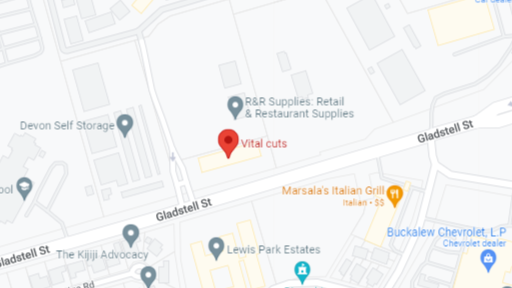 R&R Supplies: Retail
& Restaurant Supplies
Devon Self Storage
Vital cuts
Gladstell St
ool
Marsala's Italian Grill
Italian • $$
Gladstell St
Buckalew Chevrolet, L.P
Chevrolet dealer
Gladstell St
The Kijiji Advocacy
Lewis Park Estates
Rd